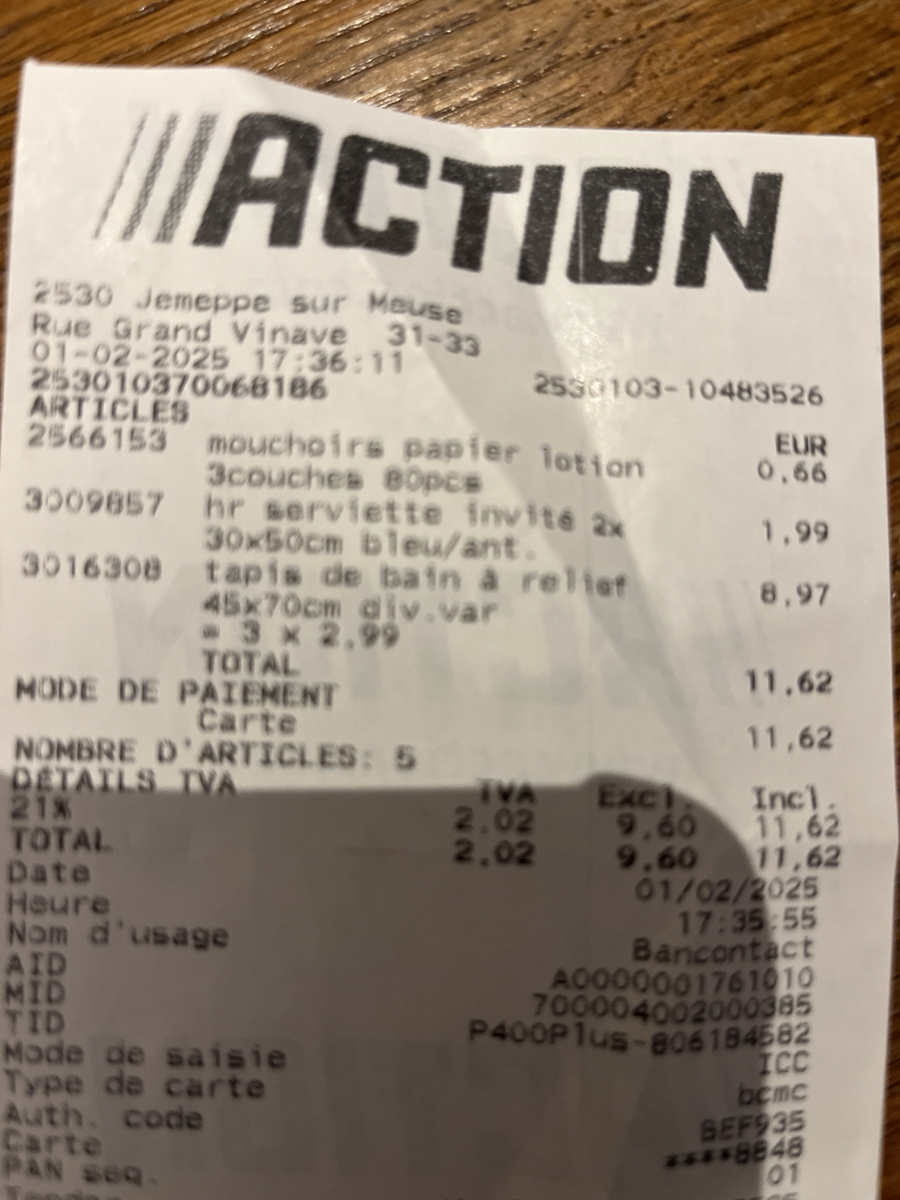 ACTION
2530 Jemeppe sur Meuse
Rue Grand Vinave 31-33
01-02-2025 17:36:11
253010370068186 2530103-10483526
ARTICLES EUR
2566153 mouchoirs papier lotion 0,66
3couches 80pcs
3009857 hr serviette invité 2x 1,99
30x50cm bleu/ant.
3016308 tapis de bain à relief 8,97
45x70cm div.var
= 3 x 2,99
TOTAL 11,62
MODE DE PAIEMENT
Carte 11,62
NOMBRE D'ARTICLES: 5
DÉTAILS TVA TVA Excl. Incl.
21% 2.02 9.60 11,62
TOTAL 2.02 9.60 11,62
Date 01/02/2025
Heure 17:35:55
Nom d'usage Bancontact
AID A0000001761010
MID 700004002000385
TID P400Plus-806184582
Mode de saisie ICC
Type de carte bcmc
Auth. code
Carte ****8848
PAN seq. 01